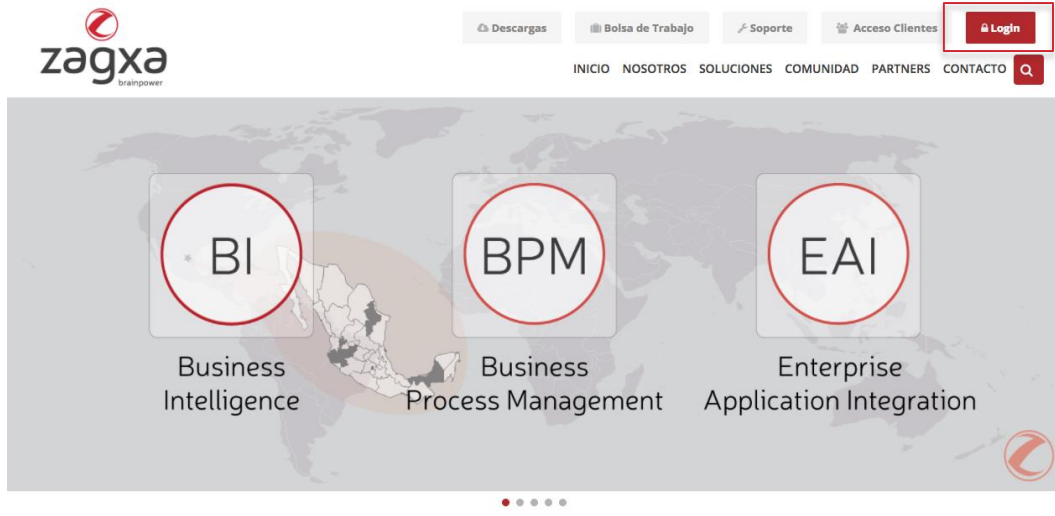 Descargas
Bolsa de Trabajo
Soporte
Acceso Clientes
Login
zagxa
brainpower
INICIO NOSOTROS SOLUCIONES COMUNIDAD PARTNERS CONTACTO
BI
BPM
EAI
Business
Intelligence
Business
Process Management
Enterprise
Application Integration